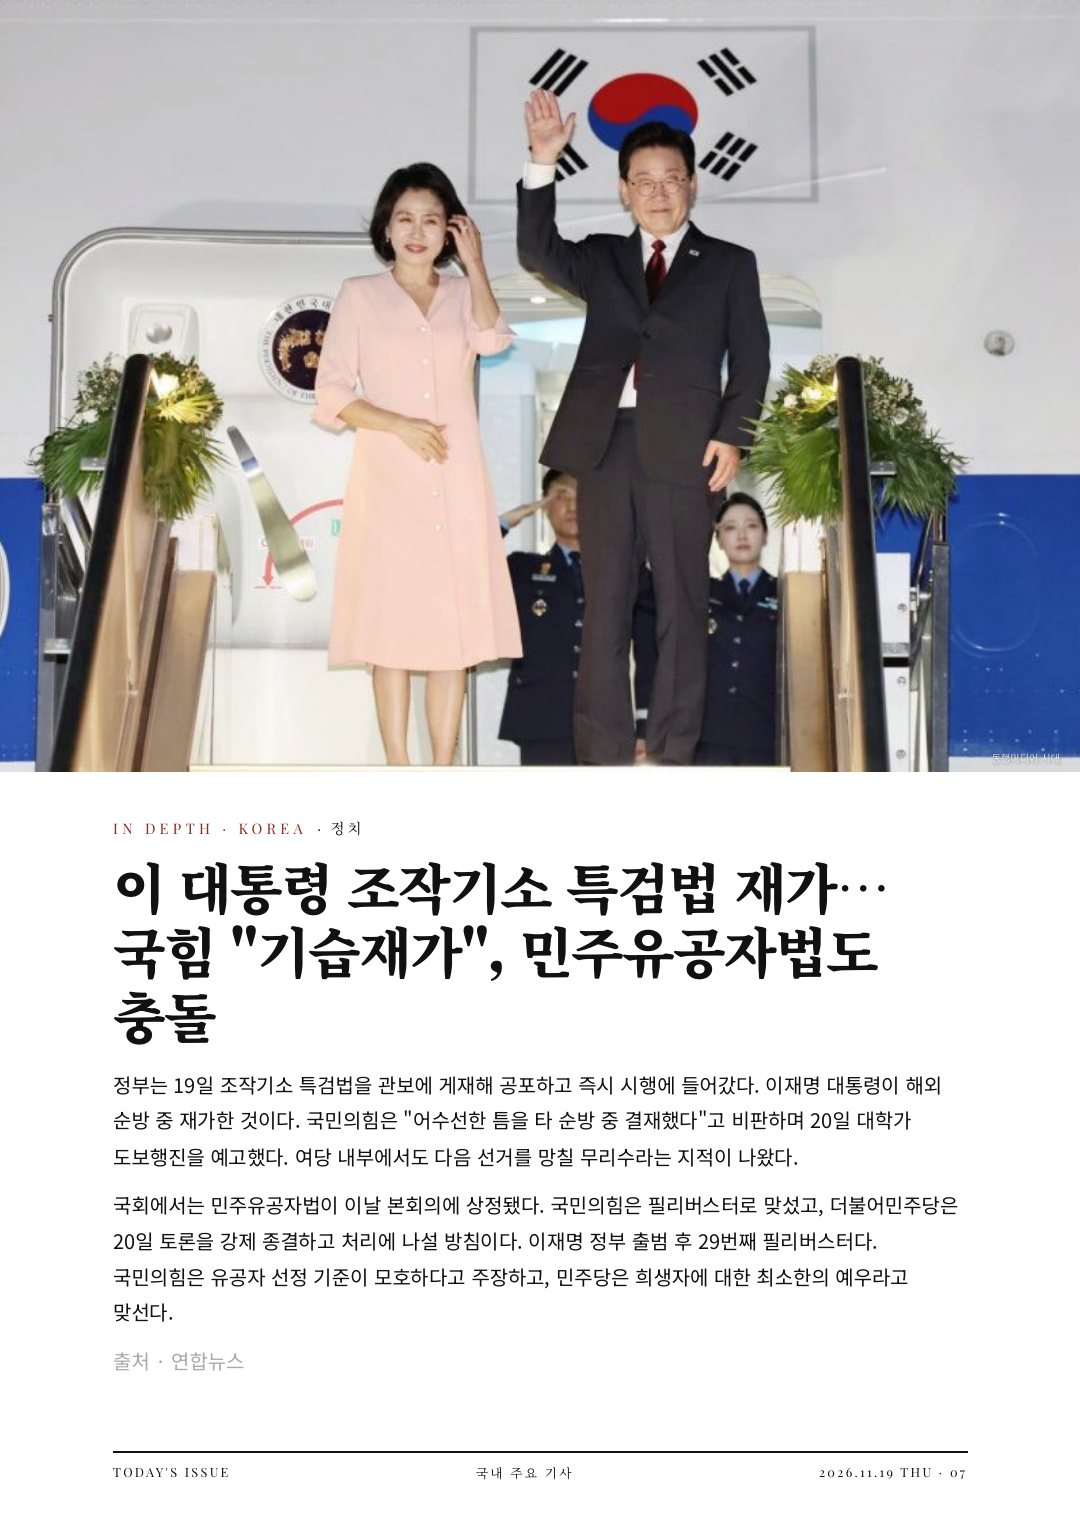 대한민국대
동행미디어 시대
IN DEPTH · KOREA · 정치
이 대통령 조작기소 특검법 재가…
국힘 "기습재가", 민주유공자법도
충돌
정부는 19일 조작기소 특검법을 관보에 게재해 공포하고 즉시 시행에 들어갔다. 이재명 대통령이 해외
순방 중 재가한 것이다. 국민의힘은 "어수선한 틈을 타 순방 중 결재했다"고 비판하며 20일 대학가
도보행진을 예고했다. 여당 내부에서도 다음 선거를 망칠 무리수라는 지적이 나왔다.
국회에서는 민주유공자법이 이날 본회의에 상정됐다. 국민의힘은 필리버스터로 맞섰고, 더불어민주당은
20일 토론을 강제 종결하고 처리에 나설 방침이다. 이재명 정부 출범 후 29번째 필리버스터다.
국민의힘은 유공자 선정 기준이 모호하다고 주장하고, 민주당은 희생자에 대한 최소한의 예우라고
맞선다.
출처 · 연합뉴스
TODAY'S ISSUE
국내 주요 기사
2026.11.19 THU · 07